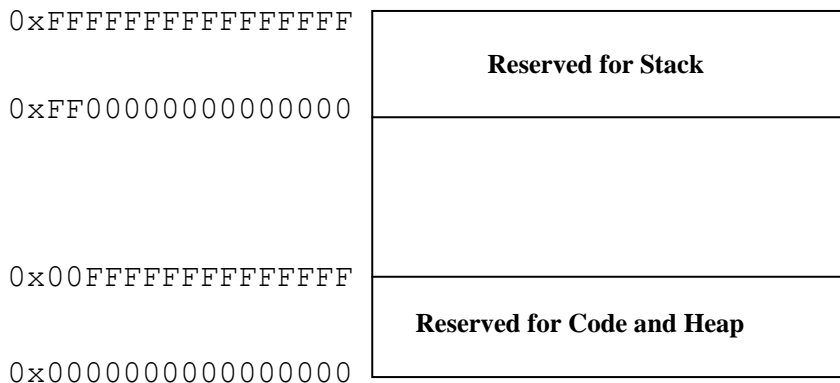 0xFFFFFFFFFFFFFFFF
Reserved for Stack
0xFF00000000000000
0x00FFFFFFFFFFFFFF
Reserved for Code and Heap
0x0000000000000000